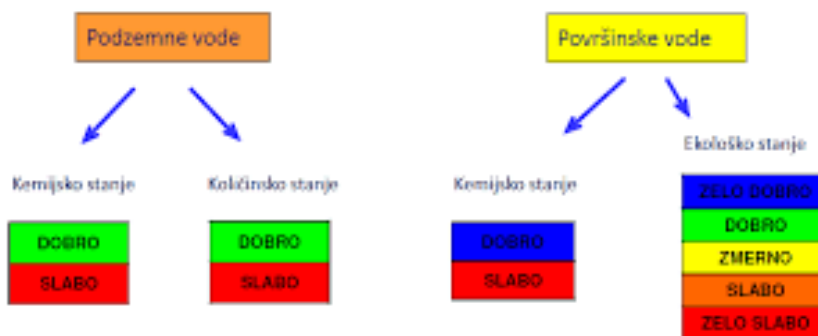 Podzemne vode
Površinske vode
Kemijsko stanje
Količinsko stanje
Kemijsko stanje
Ekološko stanje
DOBRO
SLABO
DOBRO
SLABO
DOBRO
SLABO
ZELO DOBRO
DOBRO
ZMERNO
SLABO
ZELO SLABO